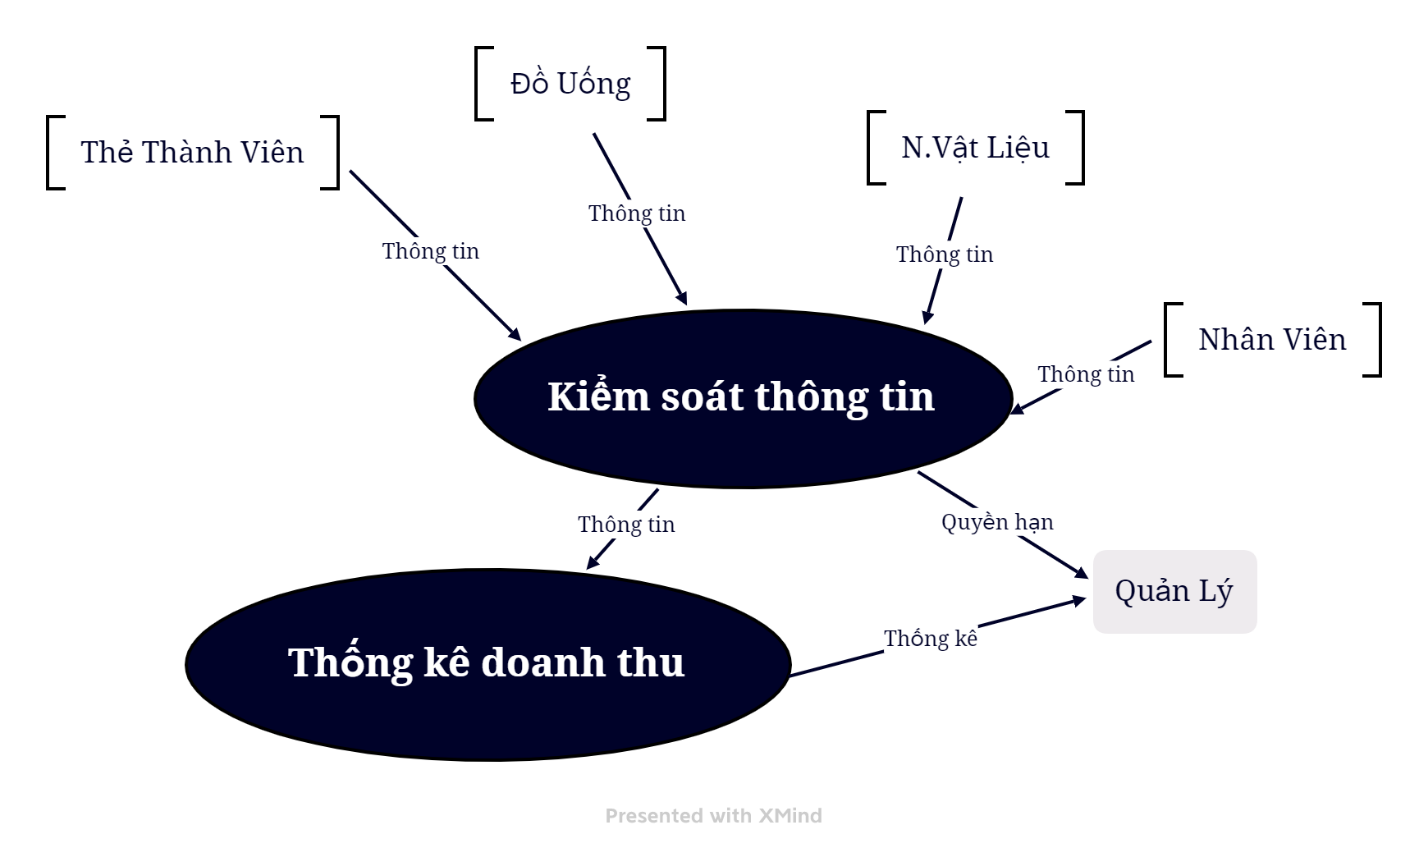 Đồ Uống
Thẻ Thành Viên
N.Vật Liệu
Thông tin
Thông tin
Thông tin
Nhân Viên
Thông tin
Kiểm soát thông tin
Thông tin
Quyền hạn
Quản Lý
Thống kê
Thống kê doanh thu
Presented with XMind